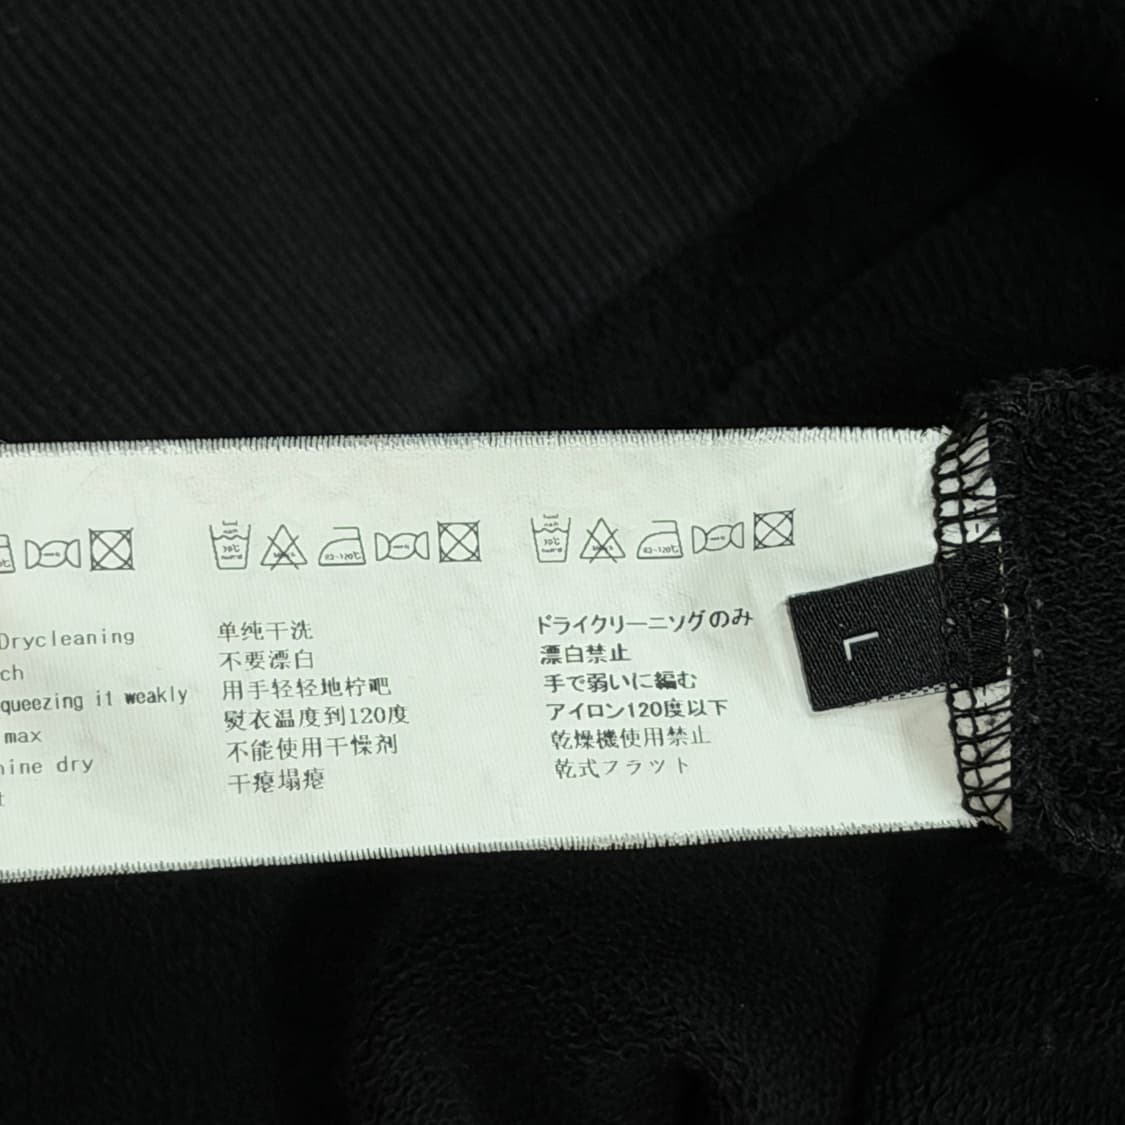 Drycleaning
ch
queezing it weakly
max
ine dry
t
单纯干洗
不要漂白
用手轻轻地柠吧
熨衣温度到120度
不能使用干燥剂
干瘪塌瘪
ドライクリーニソグのみ
漂白禁止
手で弱いに編む
アイロン120度以下
乾燥機使用禁止
乾式フラット
L